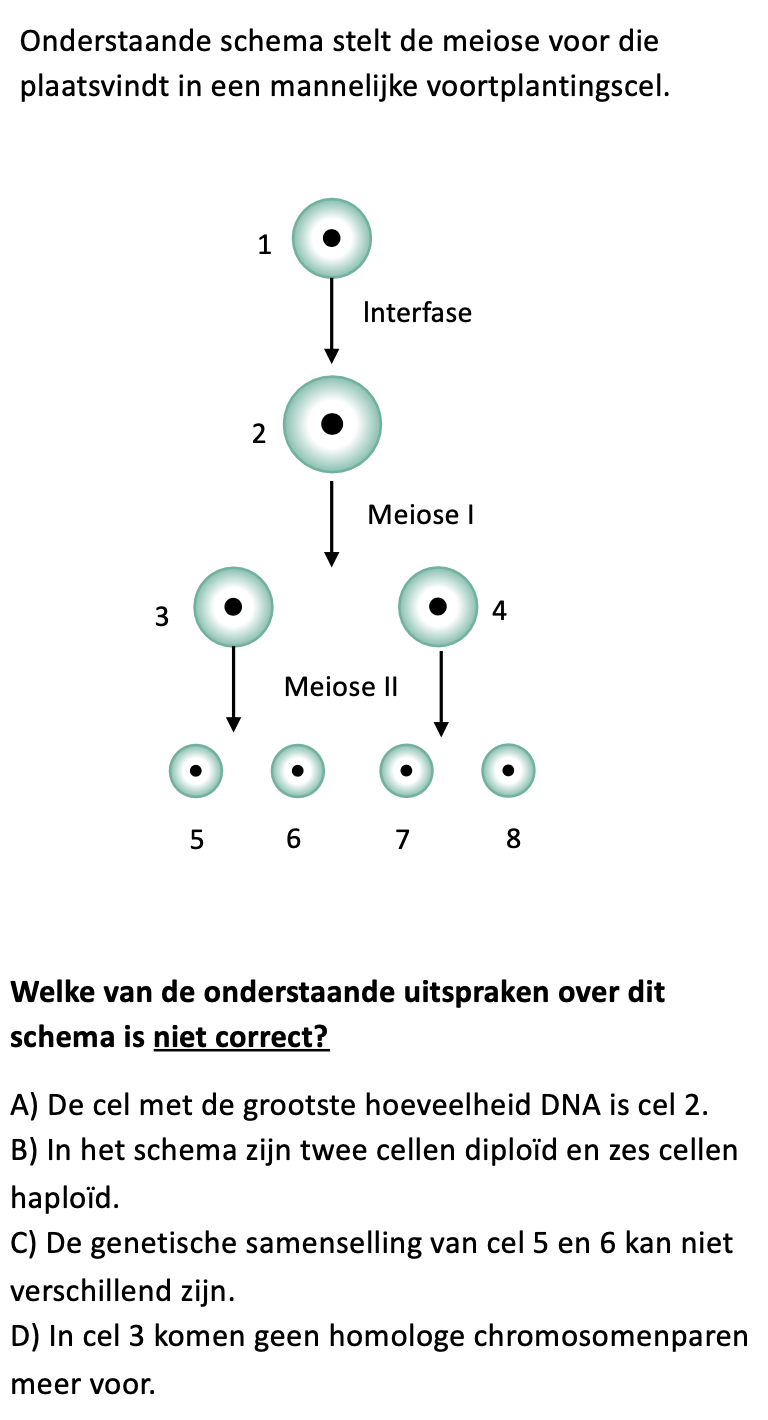 Onderstaande schema stelt de meiose voor die
plaatsvindt in een mannelijke voortplantingscel.
1
Interfase
2
Meiose I
3
4
Meiose II
5 6 7 8
Welke van de onderstaande uitspraken over dit
schema is niet correct?
A) De cel met de grootste hoeveelheid DNA is cel 2.
B) In het schema zijn twee cellen diploïd en zes cellen
haploïd.
C) De genetische samenselling van cel 5 en 6 kan niet
verschillend zijn.
D) In cel 3 komen geen homologe chromosomenparen
meer voor.